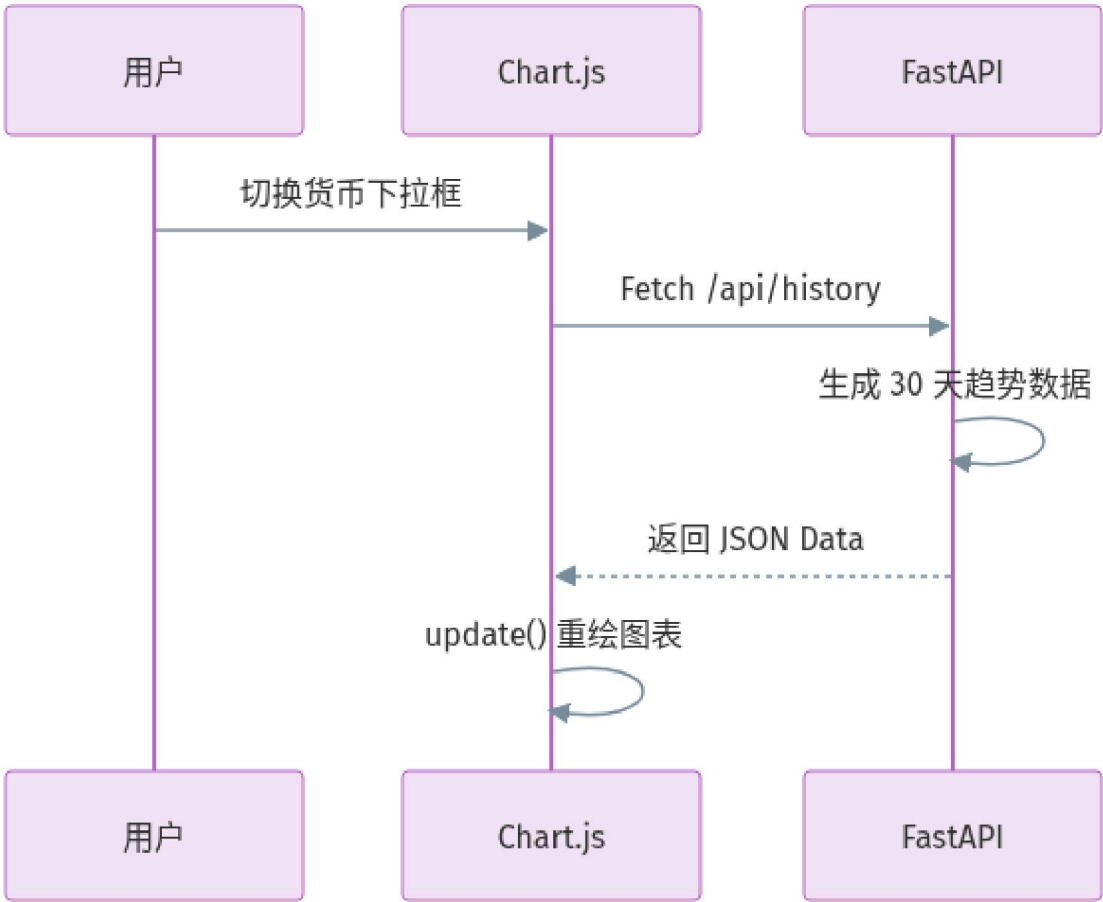 用户
Chart.js
FastAPI
切换货币下拉框
Fetch /api/history
生成 30 天趋势数据
返回 JSON Data
update() 重绘图表
用户
Chart.js
FastAPI